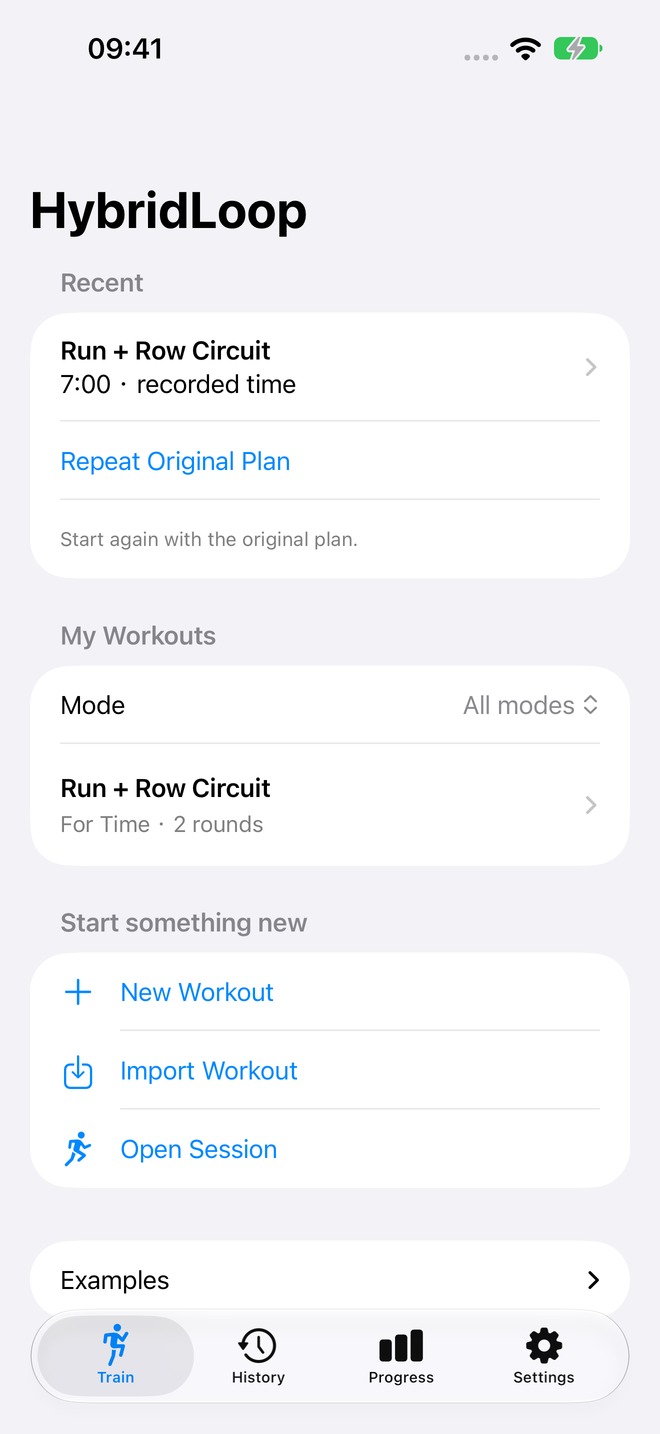 09:41
HybridLoop
Recent
Run + Row Circuit
7:00 · recorded time
Repeat Original Plan
Start again with the original plan.
My Workouts
Mode
All modes
Run + Row Circuit
For Time · 2 rounds
Start something new
New Workout
Import Workout
Open Session
Examples
Train
History
Progress
Settings